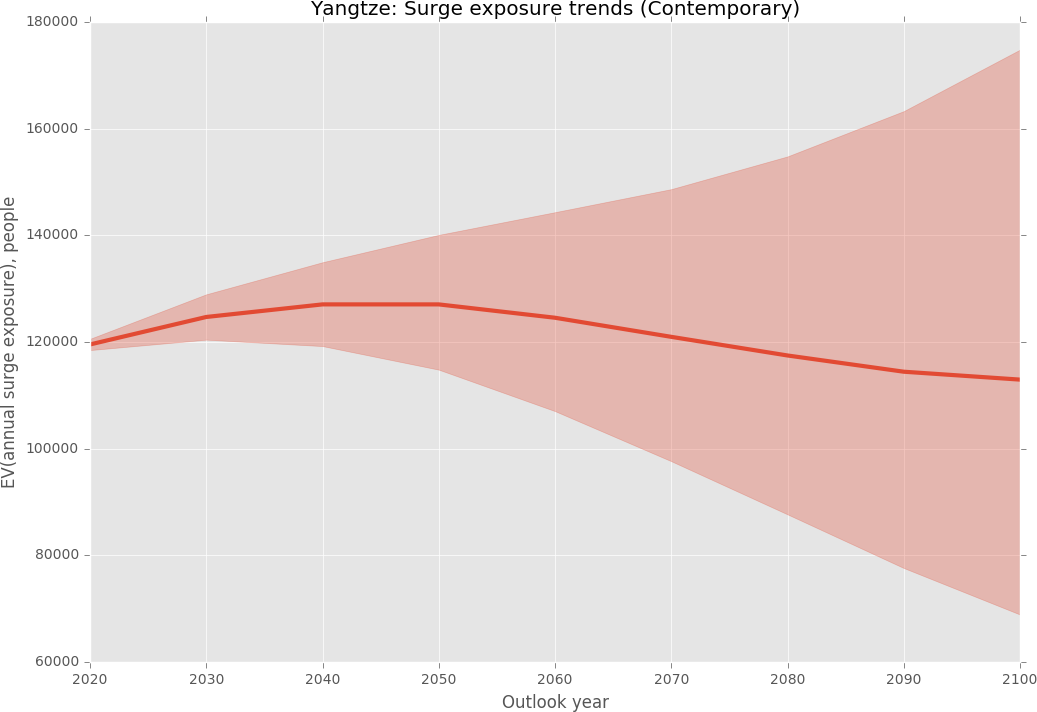 Yangtze: Surge exposure trends (Contemporary)
180000
160000
140000
120000
100000
80000
60000
EV(annual surge exposure), people
2020 2030 2040 2050 2060 2070 2080 2090 2100
Outlook year